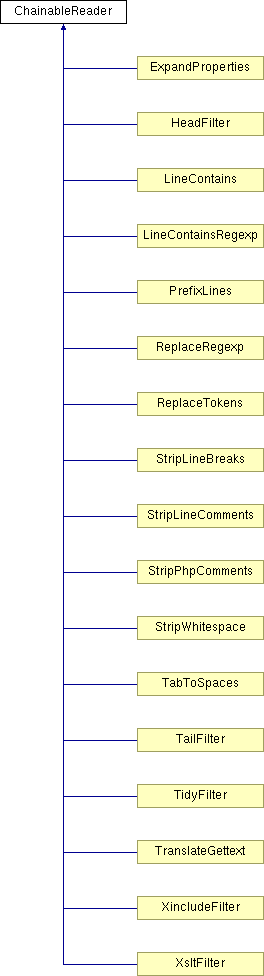 ChainableReader
ExpandProperties
HeadFilter
LineContains
LineContainsRegexp
PrefixLines
ReplaceRegexp
ReplaceTokens
StripLineBreaks
StripLineComments
StripPhpComments
StripWhitespace
TabToSpaces
TailFilter
TidyFilter
TranslateGettext
XincludeFilter
XsltFilter